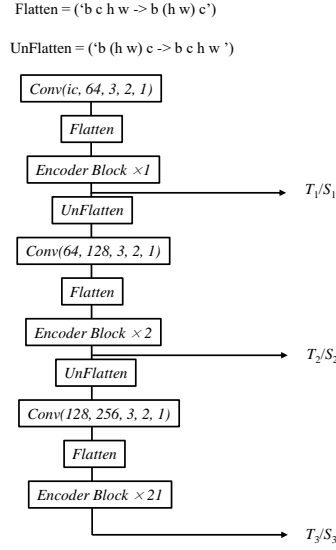 Flatten = (‘b c h w -> b (h w) c’)
UnFlatten = (‘b (h w) c -> b c h w ’)
Conv(ic, 64, 3, 2, 1)
Flatten
Encoder Block ×1
T1/S1
UnFlatten
Conv(64, 128, 3, 2, 1)
Flatten
Encoder Block ×2
T2/S2
UnFlatten
Conv(128, 256, 3, 2, 1)
Flatten
Encoder Block ×21
T3/S3